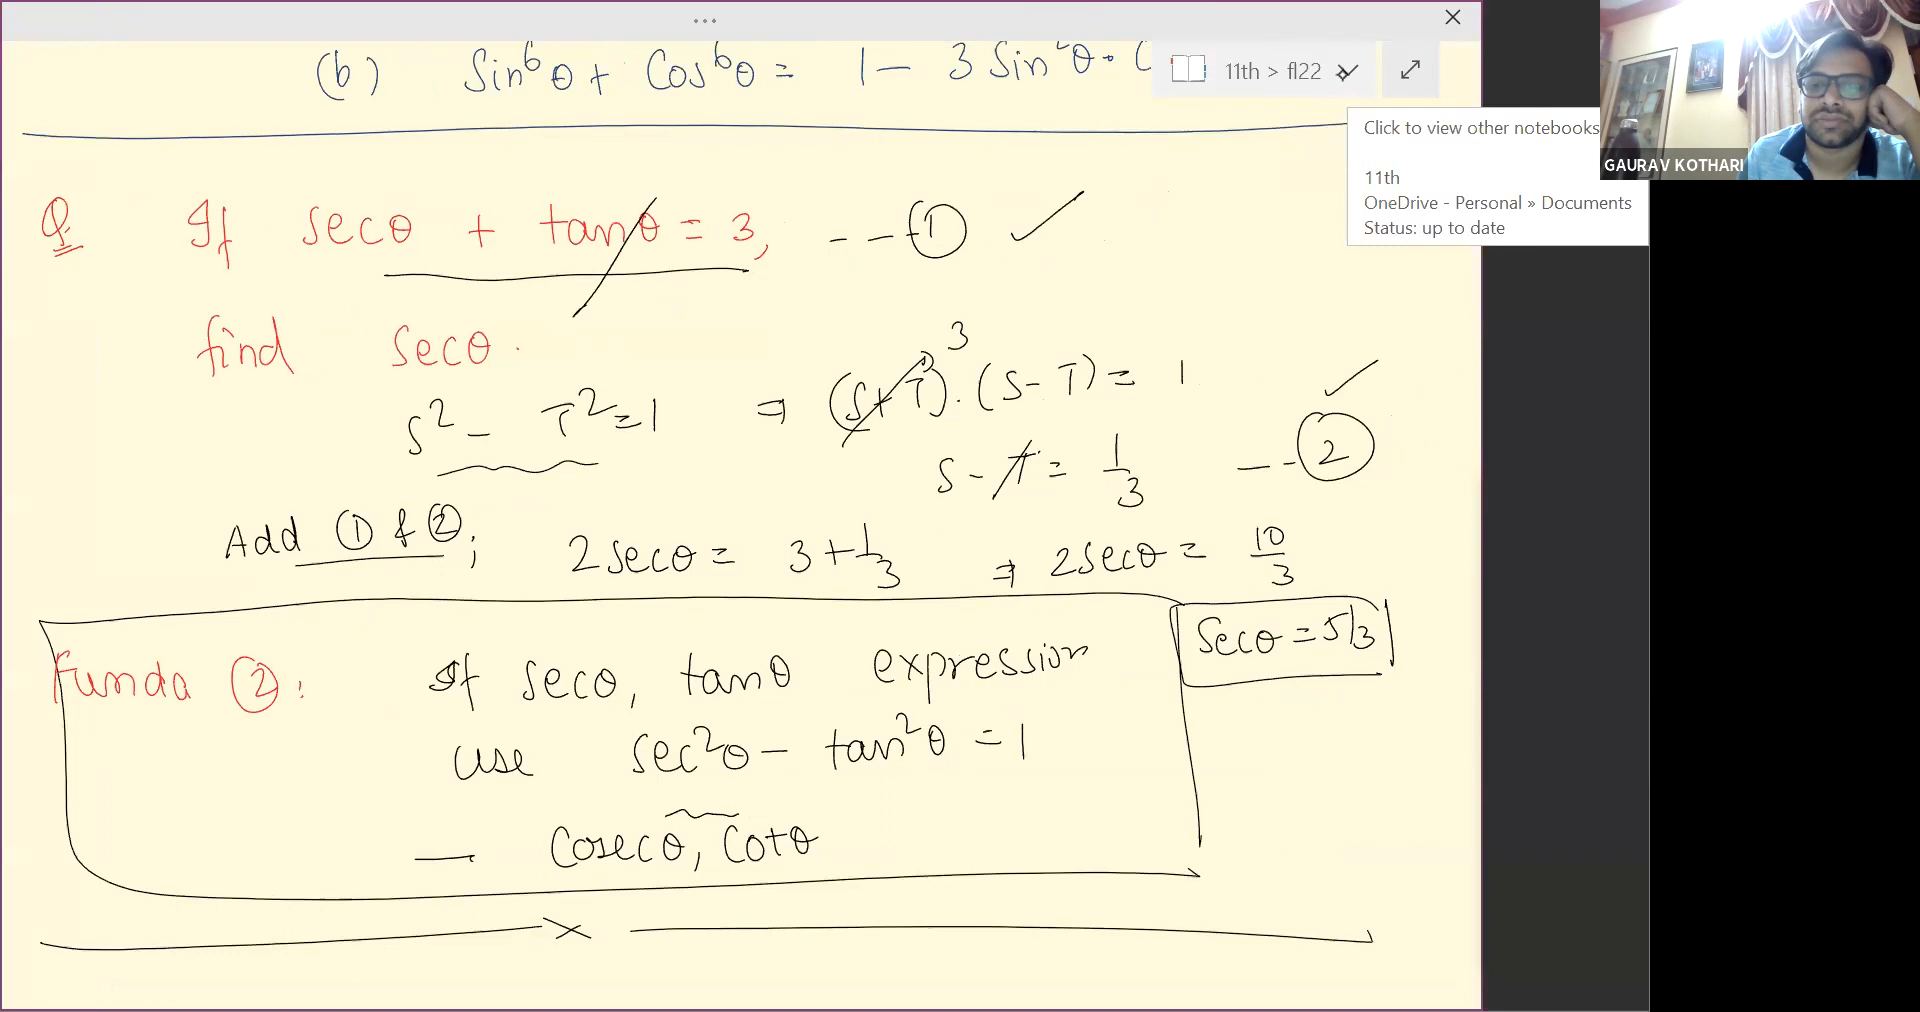 (b) Sin⁶θ + Cos⁶θ = 1 - 3 Sin²θ. C
11th > fl22
Click to view other notebooks
11th
OneDrive - Personal » Documents
Status: up to date
GAURAV KOTHARI
Q If secθ + tanθ = 3, --- ①
find secθ.
S² - T² = 1 ⇒ (S+T)³.(S-T) = 1
S - T = 1/3 -- ②
Add ① & ②; 2secθ = 3 + 1/3 ⇒ 2secθ = 10/3
Secθ = 5/3
Funda ②: If secθ, tanθ expression
use sec²θ - tan²θ = 1
— Cosecθ, Cotθ